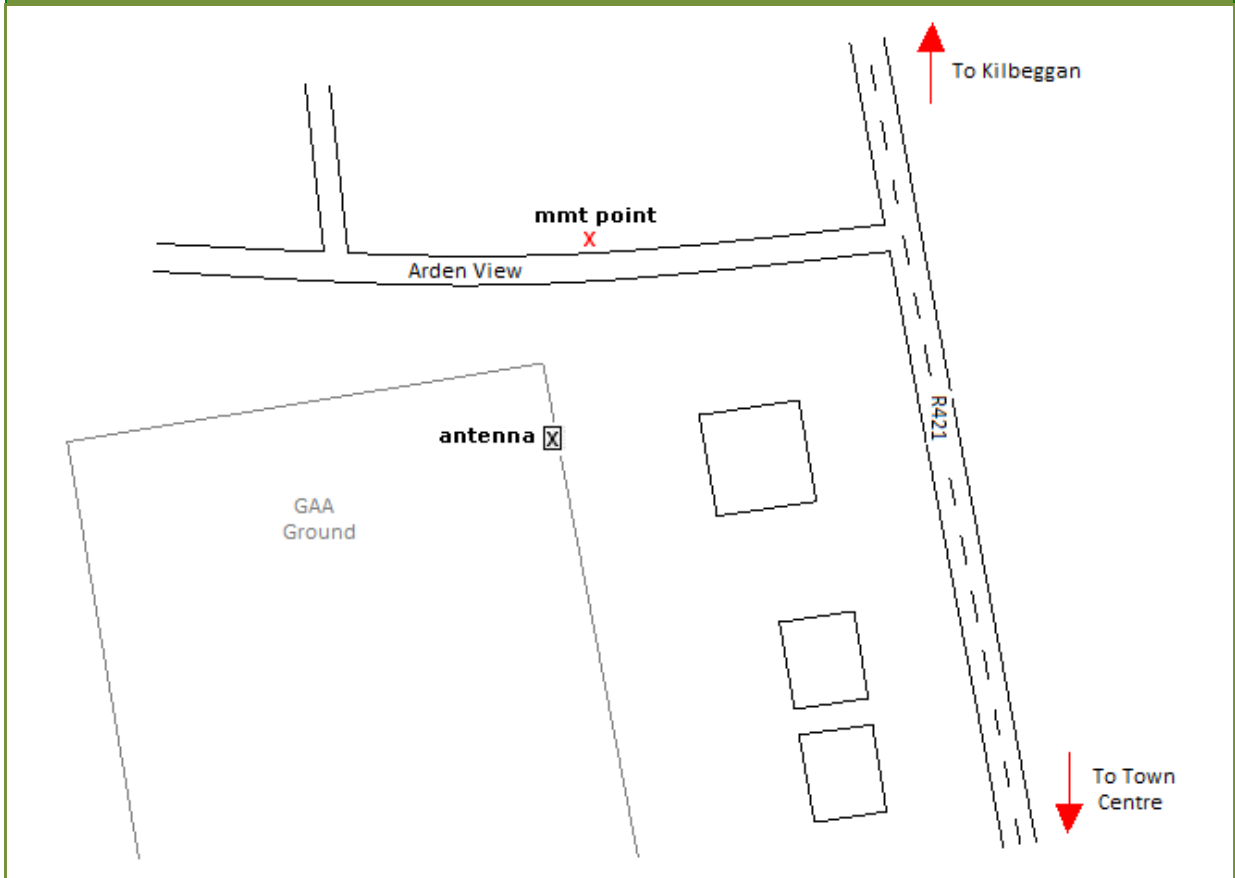 To Kilbeggan
mmt point
X
Arden View
R421
antenna X
GAA
Ground
To Town
Centre